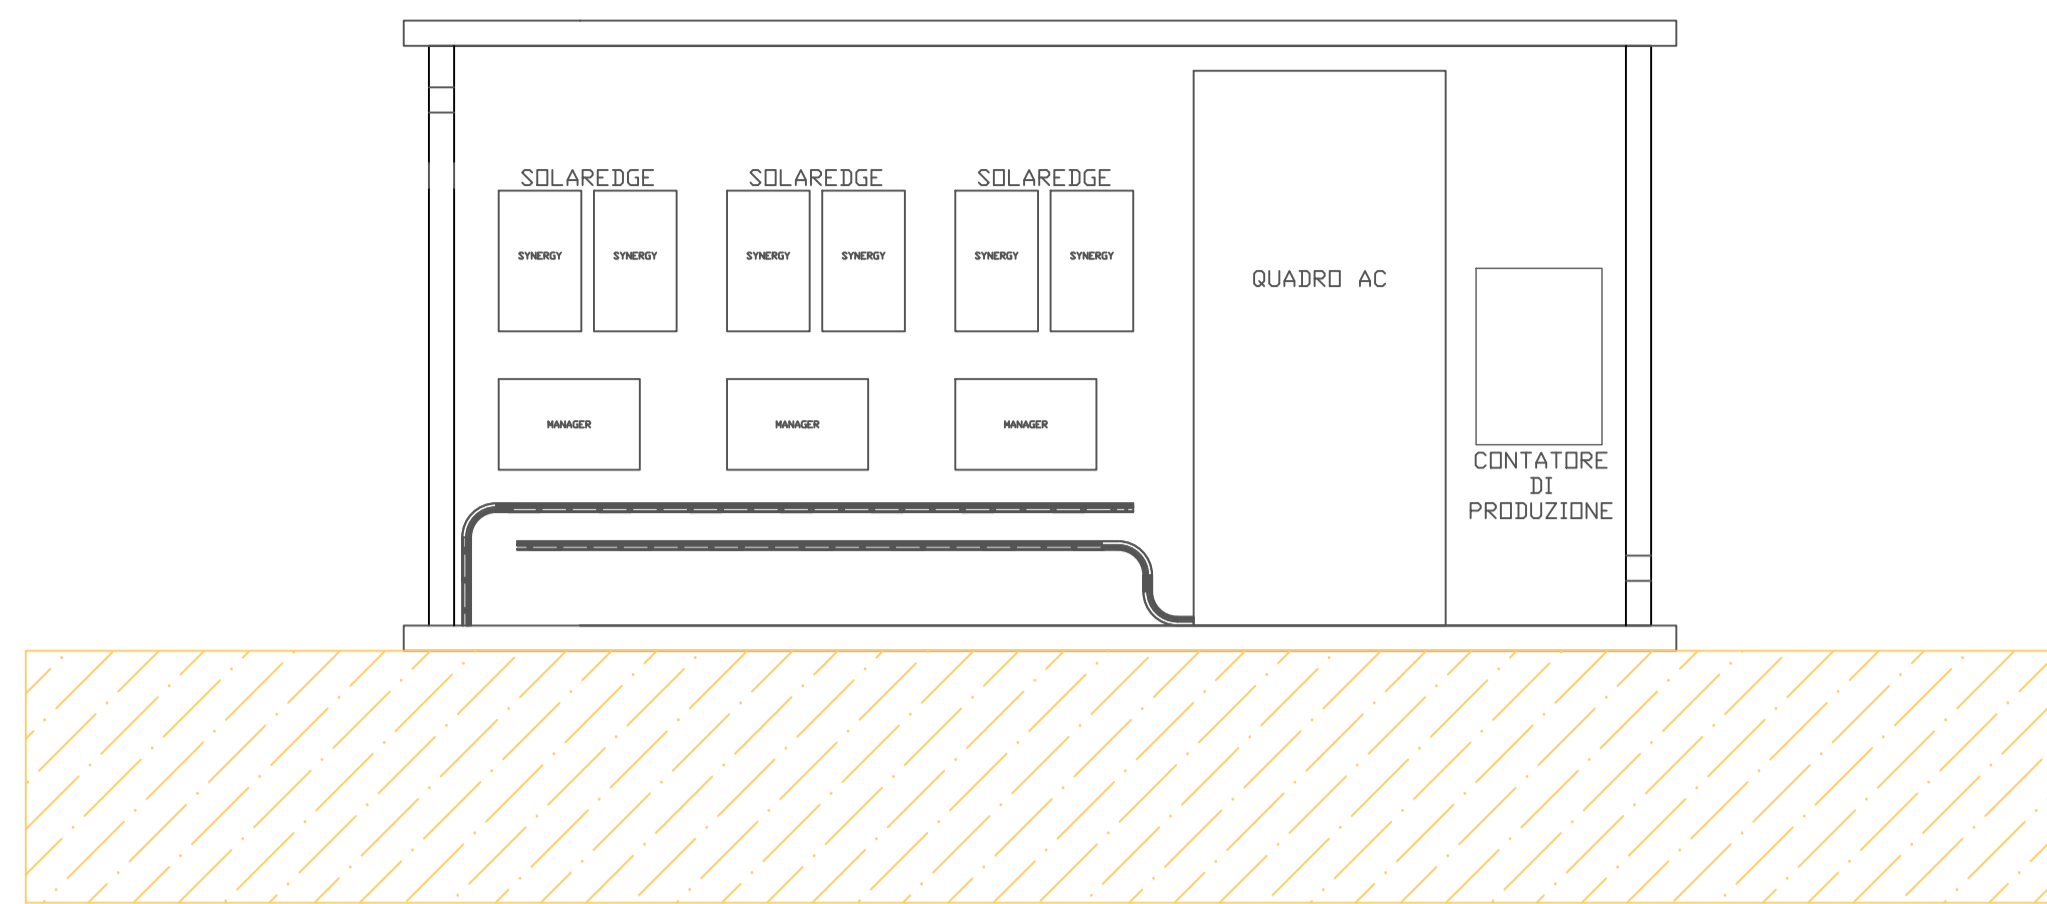 SOLAREDGE SOLAREDGE SOLAREDGE
SYNERGY SYNERGY SYNERGY SYNERGY SYNERGY SYNERGY
QUADRO AC
MANAGER MANAGER MANAGER
CONTATORE
DI
PRODUZIONE